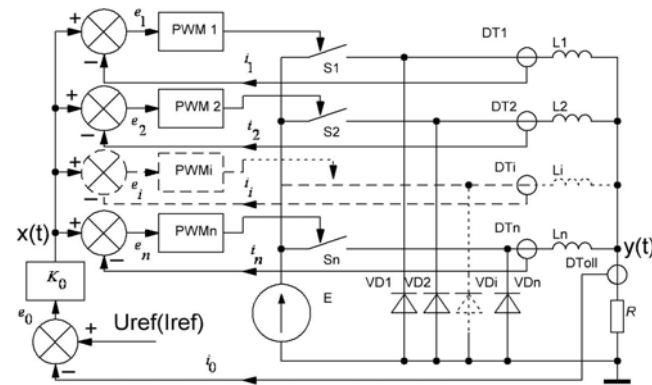 + e1 PWM 1 DT1 L1
− i1 S1
+ e2 PWM 2 DT2 L2
− i2 S2
+ ei PWMi DTi Li
− ii
x(t) + en PWMn DTn Ln y(t)
− in Sn DToll
K0 VD1 VD2 VDi VDn
E
e0 + R
Uref(Iref)
− i0